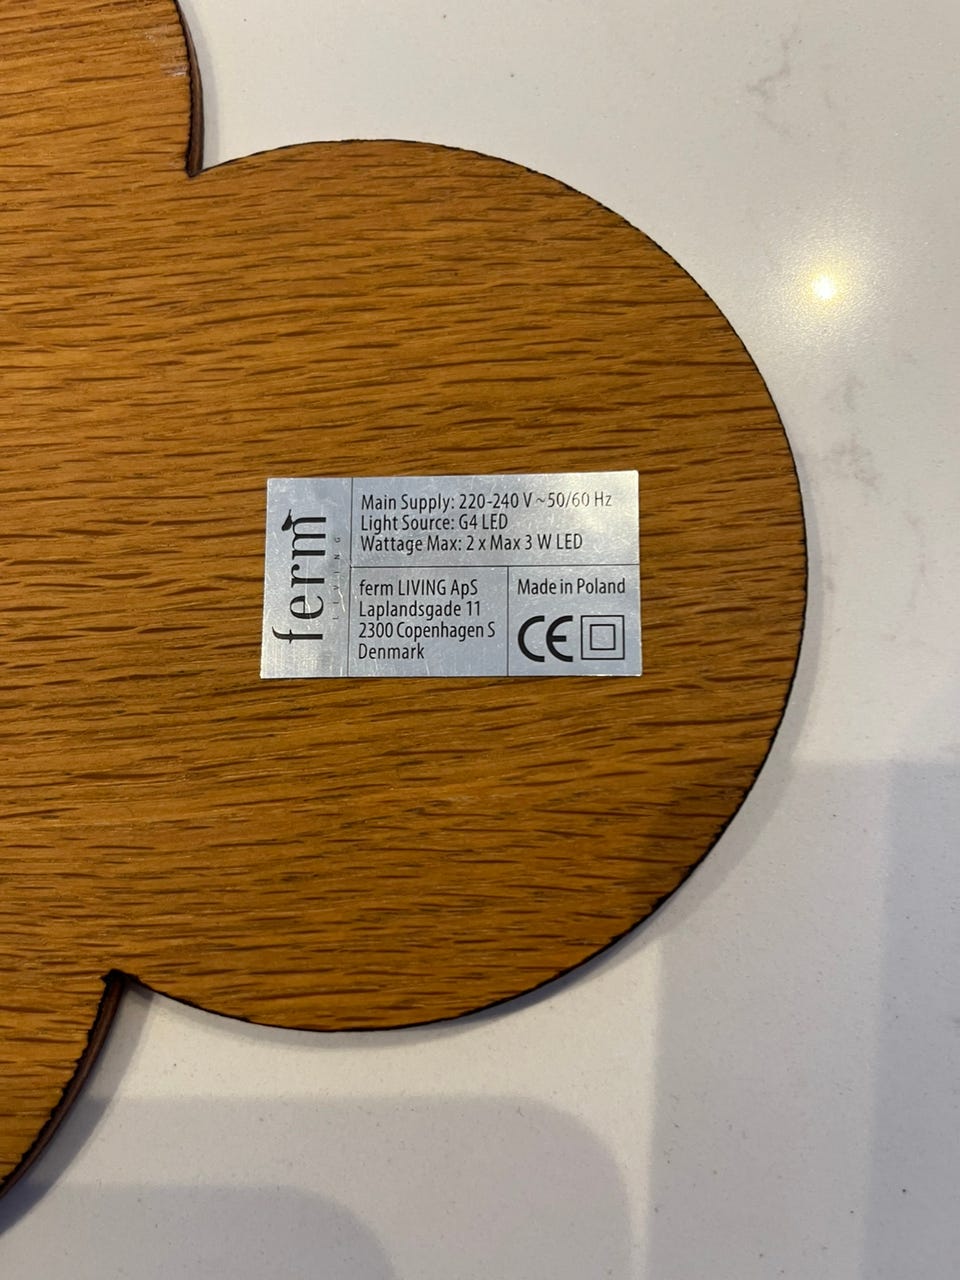 ferm
LIVING
Main Supply: 220-240 V ~ 50/60 Hz
Light Source: G4 LED
Wattage Max: 2 x Max 3 W LED
ferm LIVING ApS
Laplandsgade 11
2300 Copenhagen S
Denmark
Made in Poland
CE